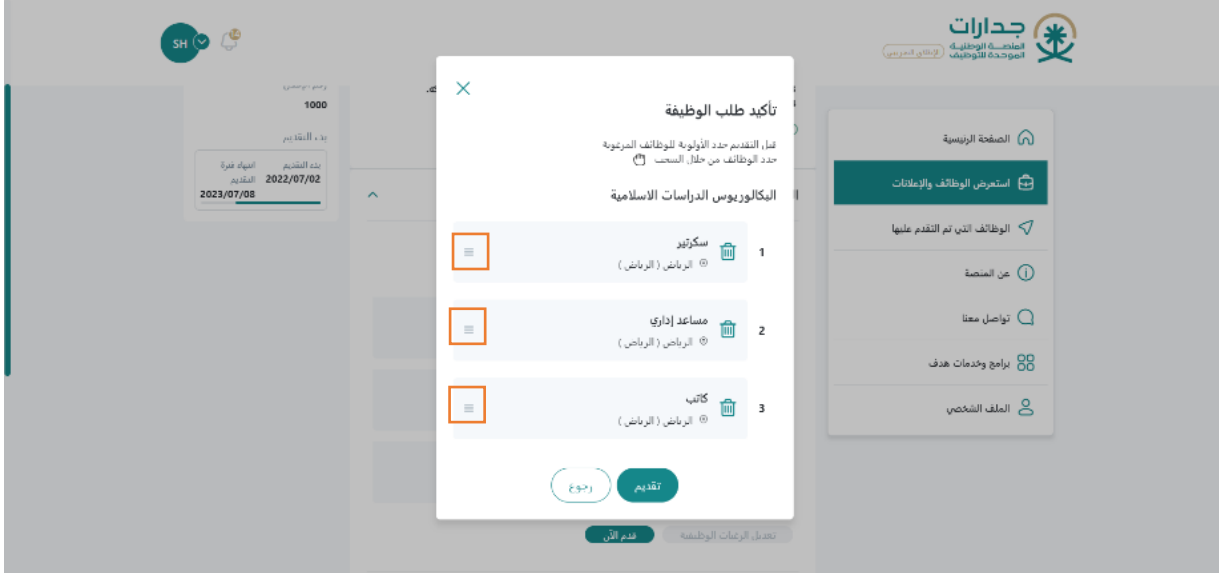 جدارات
المنصة الوطنية
الموحدة للتوظيف
الإطلاق التجريبي
14
SH
الصفحة الرئيسية
استعرض الوظائف والإعلانات
الوظائف التي تم التقدم عليها
عن المنصة
تواصل معنا
برامج وخدمات هدف
الملف الشخصي
تأكيد طلب الوظيفة
قبل التقديم حدد الأولوية للوظائف المرغوبة
حدد الوظائف من خلال السحب
البكالوريوس الدراسات الاسلامية
1
سكرتير
الرياض ( الرياض )
2
مساعد إداري
الرياض ( الرياض )
3
كاتب
الرياض ( الرياض )
تقديم
رجوع
تعديل الرغبات الوظيفية
قدم الآن
1000
بدء التقديم
بدء التقديم
2022/07/02
انتهاء فترة
التقديم
2023/07/08